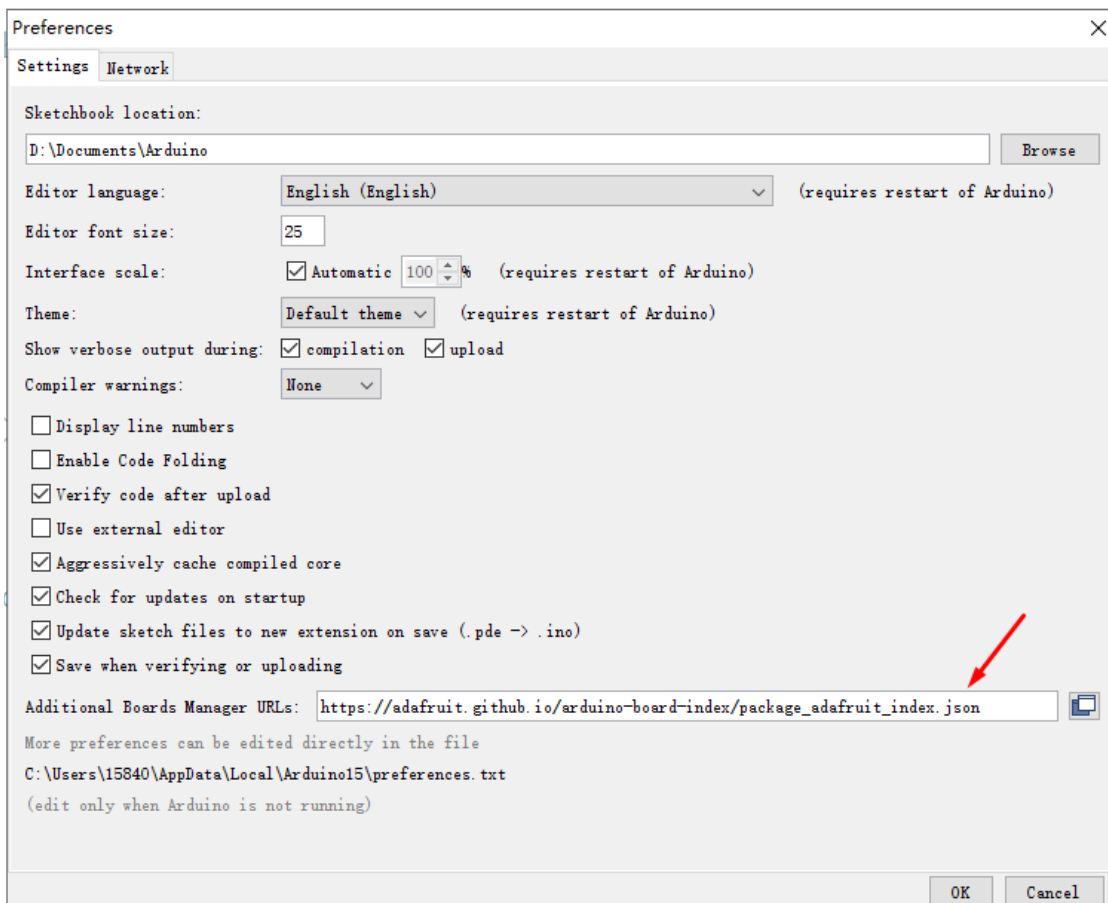 Preferences
Settings Network
Sketchbook location:
D:\Documents\Arduino Browse
Editor language: English (English) (requires restart of Arduino)
Editor font size: 25
Interface scale: Automatic 100 % (requires restart of Arduino)
Theme: Default theme (requires restart of Arduino)
Show verbose output during: compilation upload
Compiler warnings: None
Display line numbers
Enable Code Folding
Verify code after upload
Use external editor
Aggressively cache compiled core
Check for updates on startup
Update sketch files to new extension on save (.pde -> .ino)
Save when verifying or uploading
Additional Boards Manager URLs: https://adafruit.github.io/arduino-board-index/package_adafruit_index.json
More preferences can be edited directly in the file
C:\Users\15840\AppData\Local\Arduino15\preferences.txt
(edit only when Arduino is not running)
OK Cancel